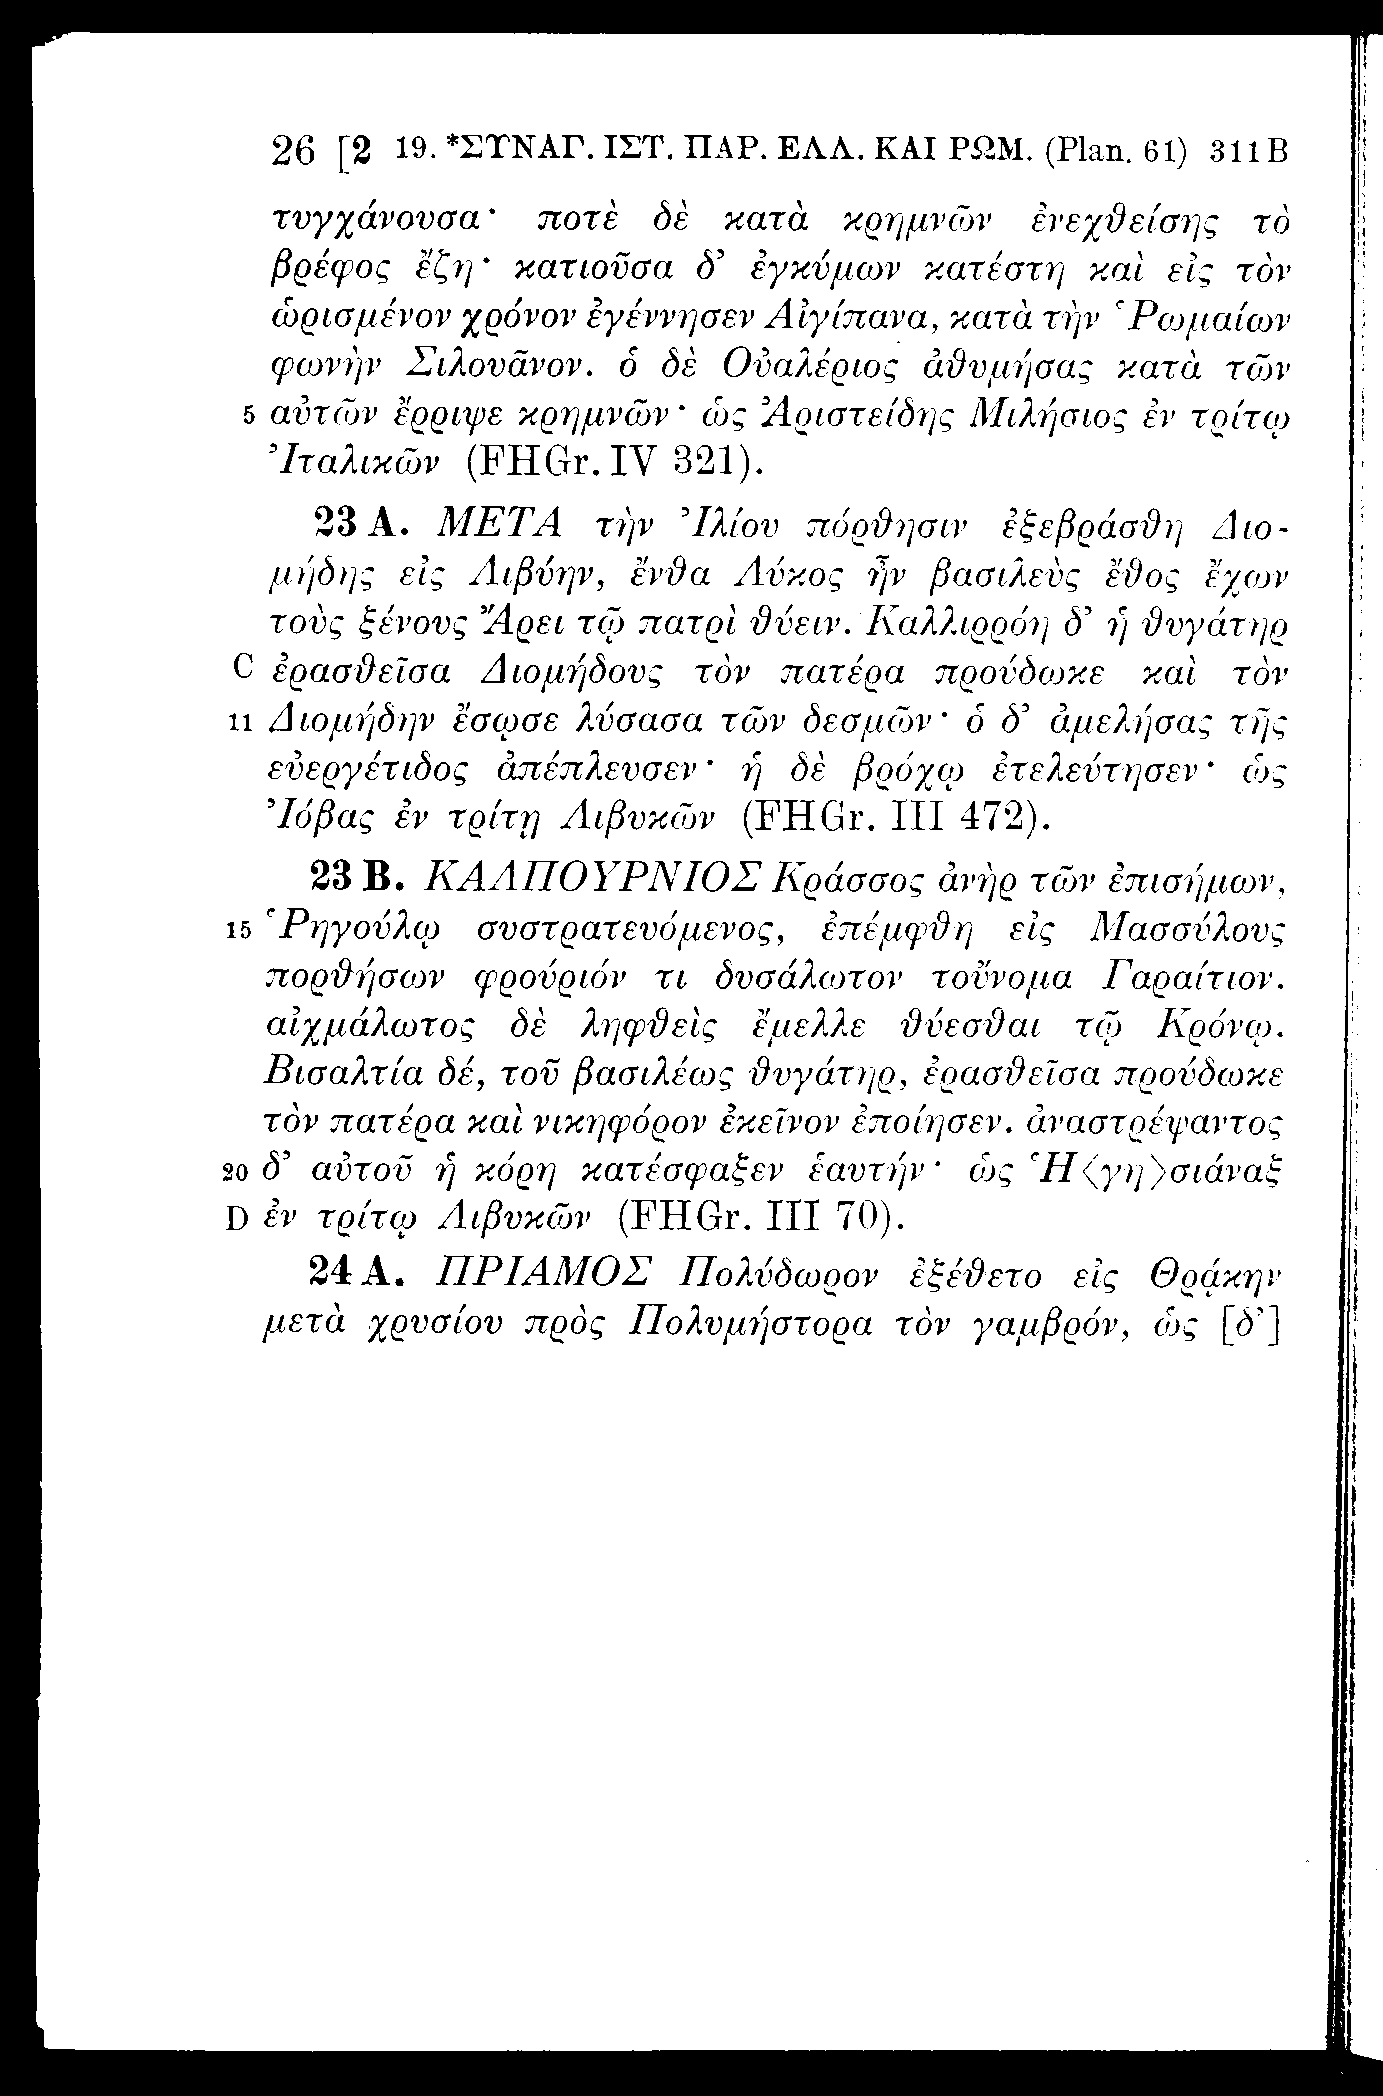 26 [2 19. *ΣΥΝΑΓ. ΙΣΤ. ΠΑΡ. ΕΛΛ. ΚΑΙ ΡΩΜ. (Plan. 61) 311B
τυγχάνουσα· ποτὲ δὲ κατὰ κρημνῶν ἐνεχθείσης τὸ
βρέφος ἔζη· κατιοῦσα δ’ ἐγκύμων κατέστη καὶ εἰς τὸν
ὡρισμένον χρόνον ἐγέννησεν Αἰγίπανα, κατὰ τὴν Ῥωμαίων
φωνὴν Σιλουᾶνον. ὁ δὲ Οὐαλέριος ἀθυμήσας κατὰ τῶν
5 αὐτῶν ἔρριψε κρημνῶν· ὡς Ἀριστείδης Μιλήσιος ἐν τρίτῳ
Ἰταλικῶν (FHGr. IV 321).
23 A. ΜΕΤΑ τὴν Ἰλίου πόρθησιν ἐξεβράσθη Διο-
μήδης εἰς Λιβύην, ἔνθα Λύκος ἦν βασιλεὺς ἔθος ἔχων
τοὺς ξένους Ἄρει τῷ πατρὶ θύειν. Καλλιρρόη δ’ ἡ θυγάτηρ
C ἐρασθεῖσα Διομήδους τὸν πατέρα προύδωκε καὶ τὸν
11 Διομήδην ἔσῳσε λύσασα τῶν δεσμῶν· ὁ δ’ ἀμελήσας τῆς
εὐεργέτιδος ἀπέπλευσεν· ἡ δὲ βρόχῳ ἐτελεύτησεν· ὡς
Ἰόβας ἐν τρίτῃ Λιβυκῶν (FHGr. III 472).
23 B. ΚΑΛΠΟΥΡΝΙΟΣ Κράσσος ἀνὴρ τῶν ἐπισήμων,
15 Ῥηγούλῳ συστρατευόμενος, ἐπέμφθη εἰς Μασσύλους
πορθήσων φρούριόν τι δυσάλωτον τοὔνομα Γαραίτιον.
αἰχμάλωτος δὲ ληφθεὶς ἔμελλε θύεσθαι τῷ Κρόνῳ.
Βισαλτία δέ, τοῦ βασιλέως θυγάτηρ, ἐρασθεῖσα προύδωκε
τὸν πατέρα καὶ νικηφόρον ἐκεῖνον ἐποίησεν. ἀναστρέψαντος
20 δ’ αὐτοῦ ἡ κόρη κατέσφαξεν ἑαυτήν· ὡς Ἡ⟨γη⟩σιάναξ
D ἐν τρίτῳ Λιβυκῶν (FHGr. III 70).
24 A. ΠΡΙΑΜΟΣ Πολύδωρον ἐξέθετο εἰς Θρᾴκην
μετὰ χρυσίου πρὸς Πολυμήστορα τὸν γαμβρόν, ὡς [δ’]